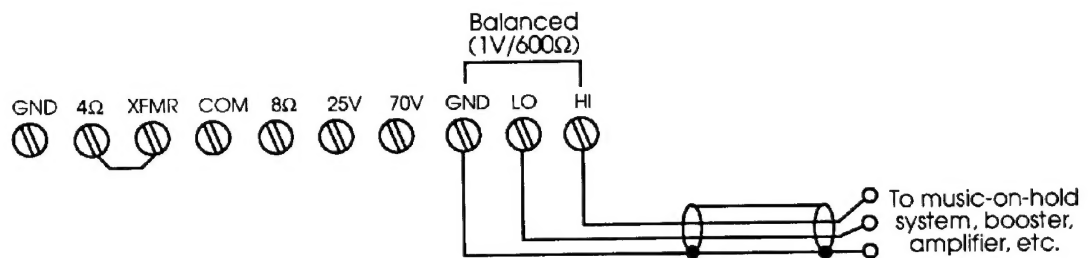 Balanced
(1V/600Ω)
GND 4Ω XFMR COM 8Ω 25V 70V GND LO HI
To music-on-hold
system, booster,
amplifier, etc.